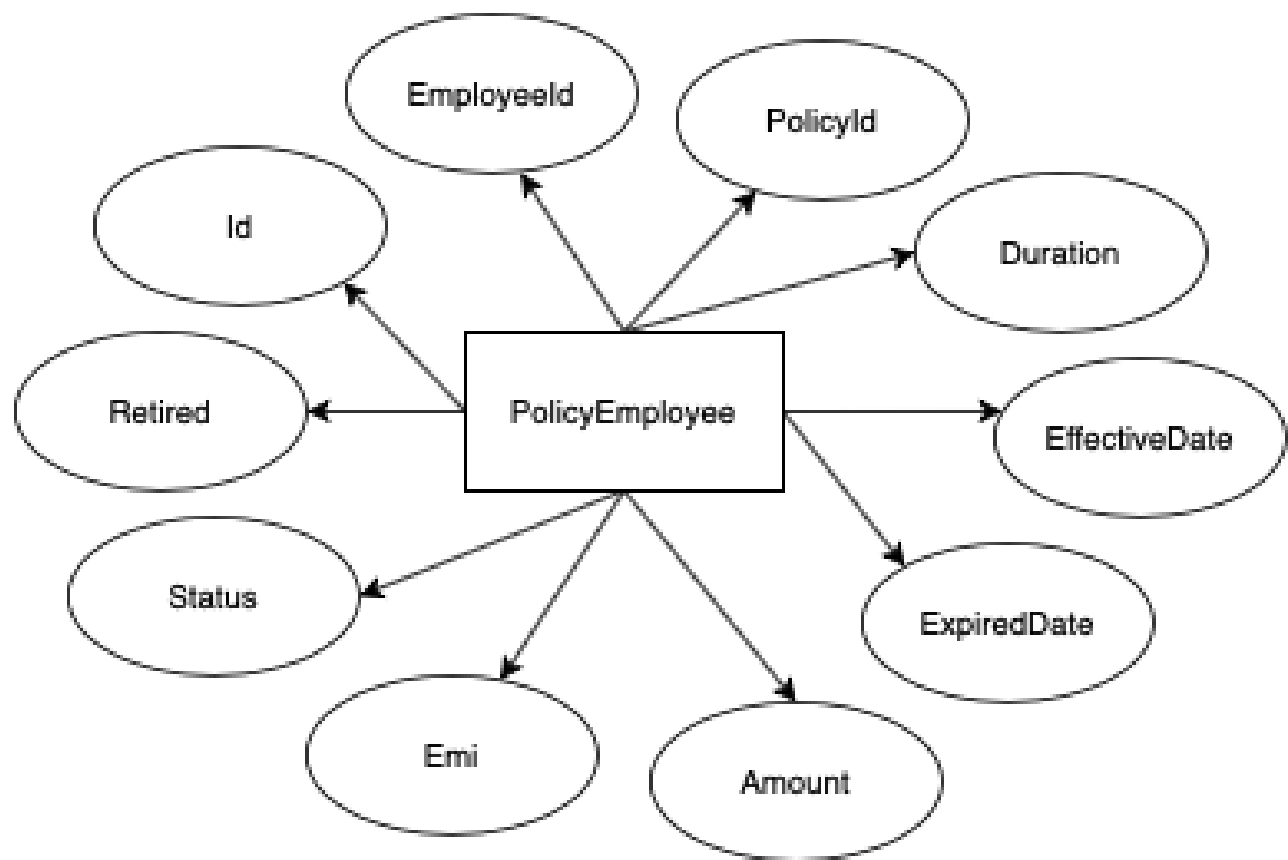 EmployeeId
PolicyId
Id
Duration
Retired
PolicyEmployee
EffectiveDate
Status
ExpiredDate
Emi
Amount